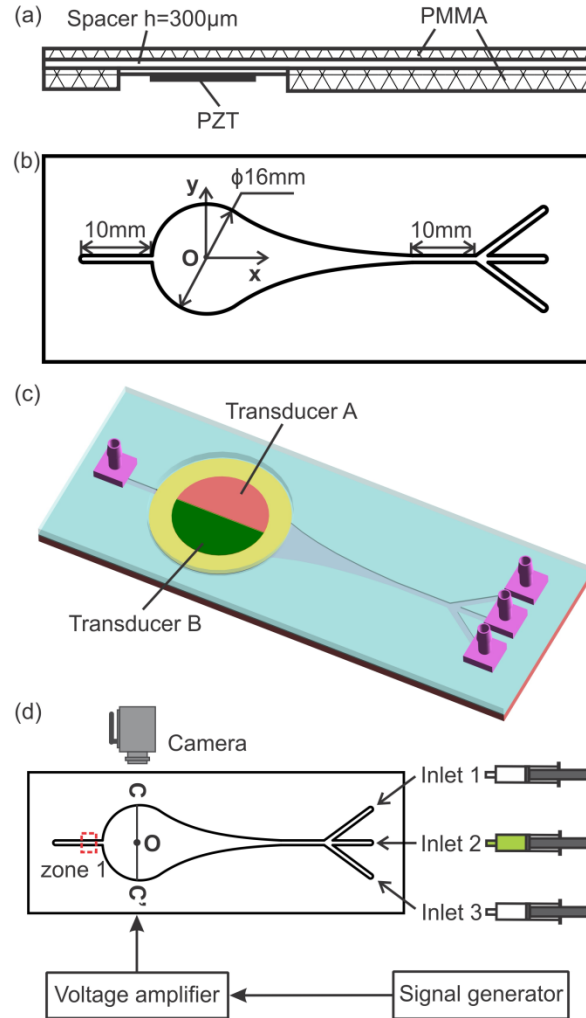 (a)
Spacer h=300μm
PMMA
PZT
(b)
y
ϕ16mm
10mm
10mm
O
x
(c)
Transducer A
Transducer B
(d)
Camera
C
Inlet 1
O
Inlet 2
zone 1
C'
Inlet 3
Voltage amplifier
Signal generator